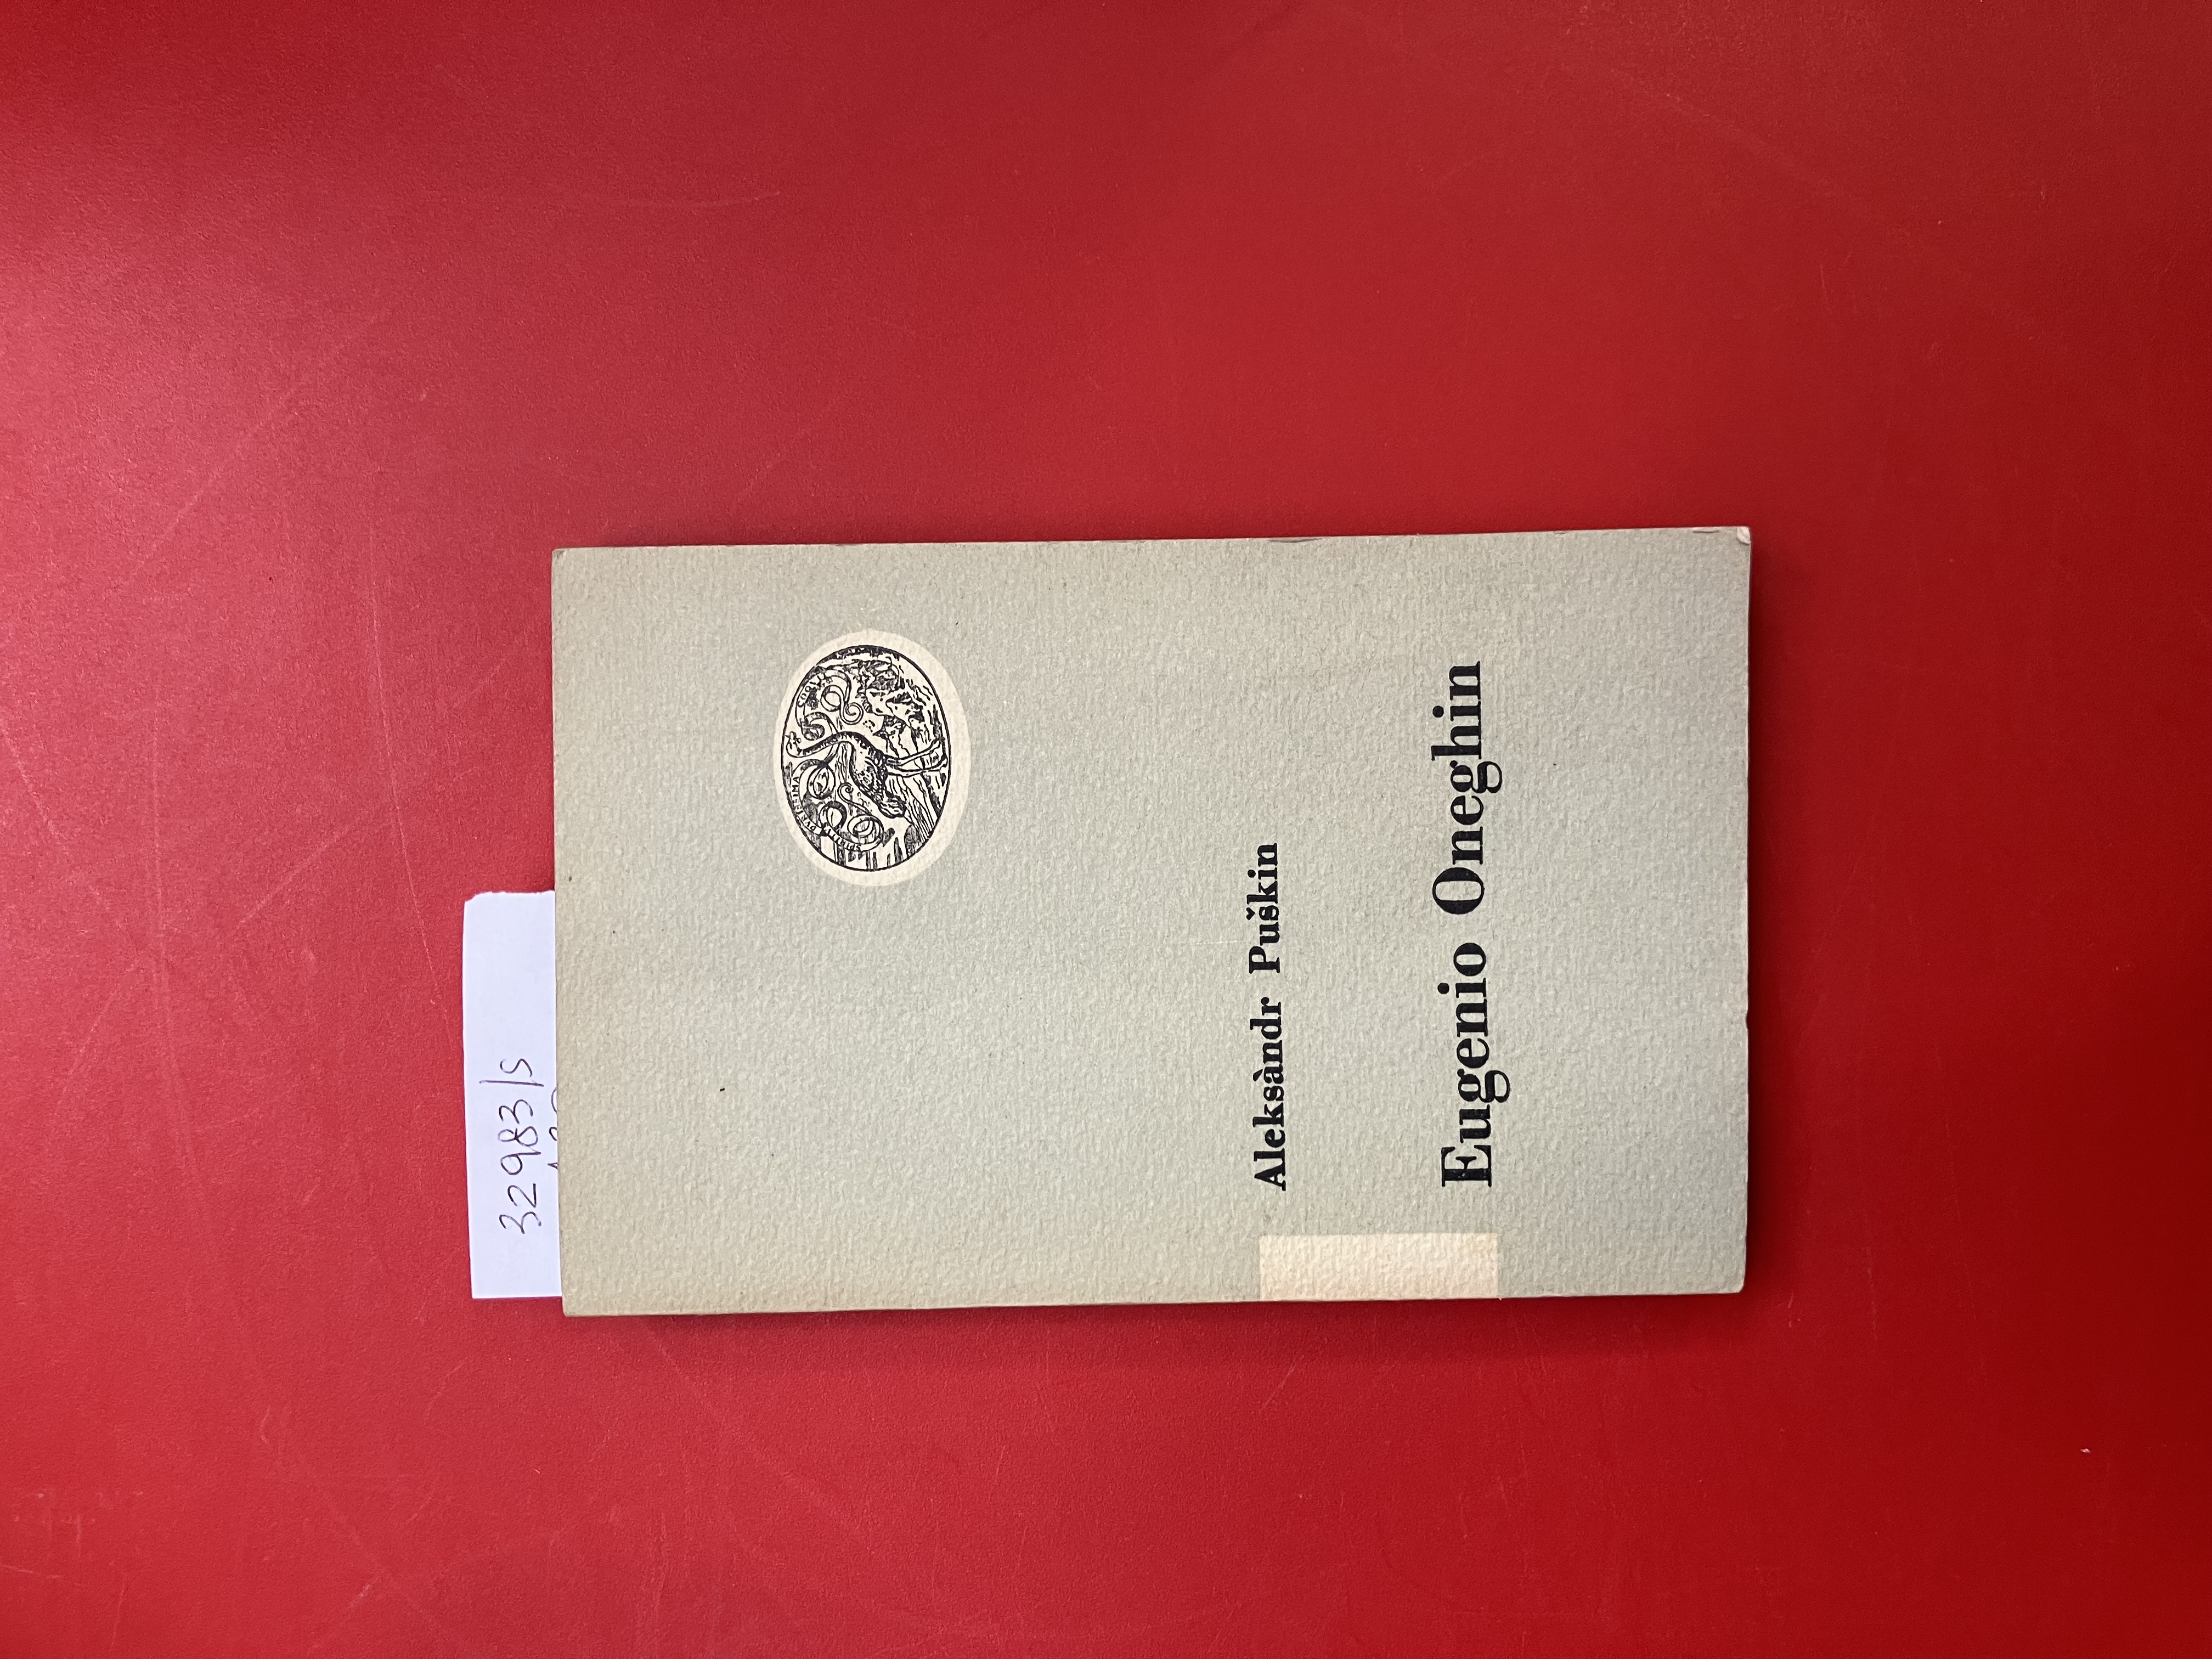 32983/S
Aleksàndr Puškin
Eugenio Oneghin